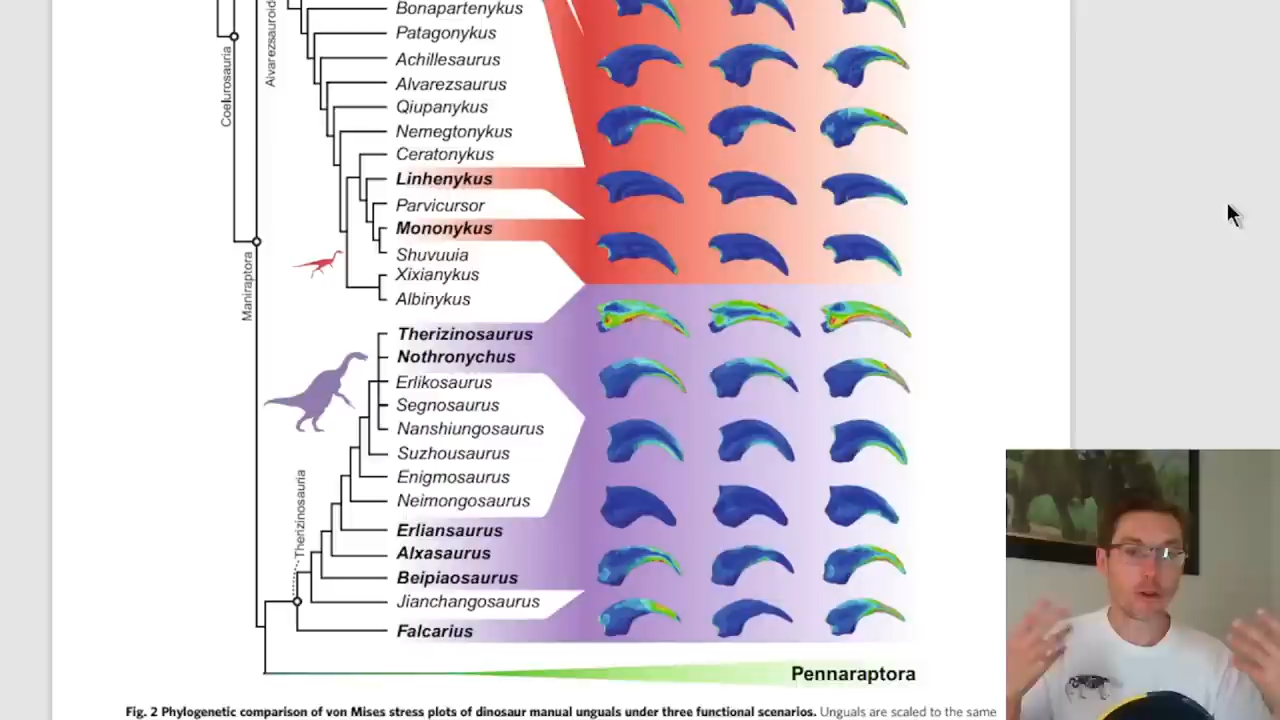 Bonapartenykus
Patagonykus
Achillesaurus
Alvarezsaurus
Qiupanykus
Nemegtonykus
Ceratonykus
Linhenykus
Parvicursor
Mononykus
Shuvuuia
Xixianykus
Albinykus
Therizinosaurus
Nothronychus
Erlikosaurus
Segnosaurus
Nanshiungosaurus
Suzhousaurus
Enigmosaurus
Neimongosaurus
Erliansaurus
Alxasaurus
Beipiaosaurus
Jianchangosaurus
Falcarius
Coelurosauria
Maniraptora
Therizinosauria
Pennaraptora
Fig. 2 Phylogenetic comparison of von Mises stress plots of dinosaur manual unguals under three functional scenarios. Unguals are scaled to the same